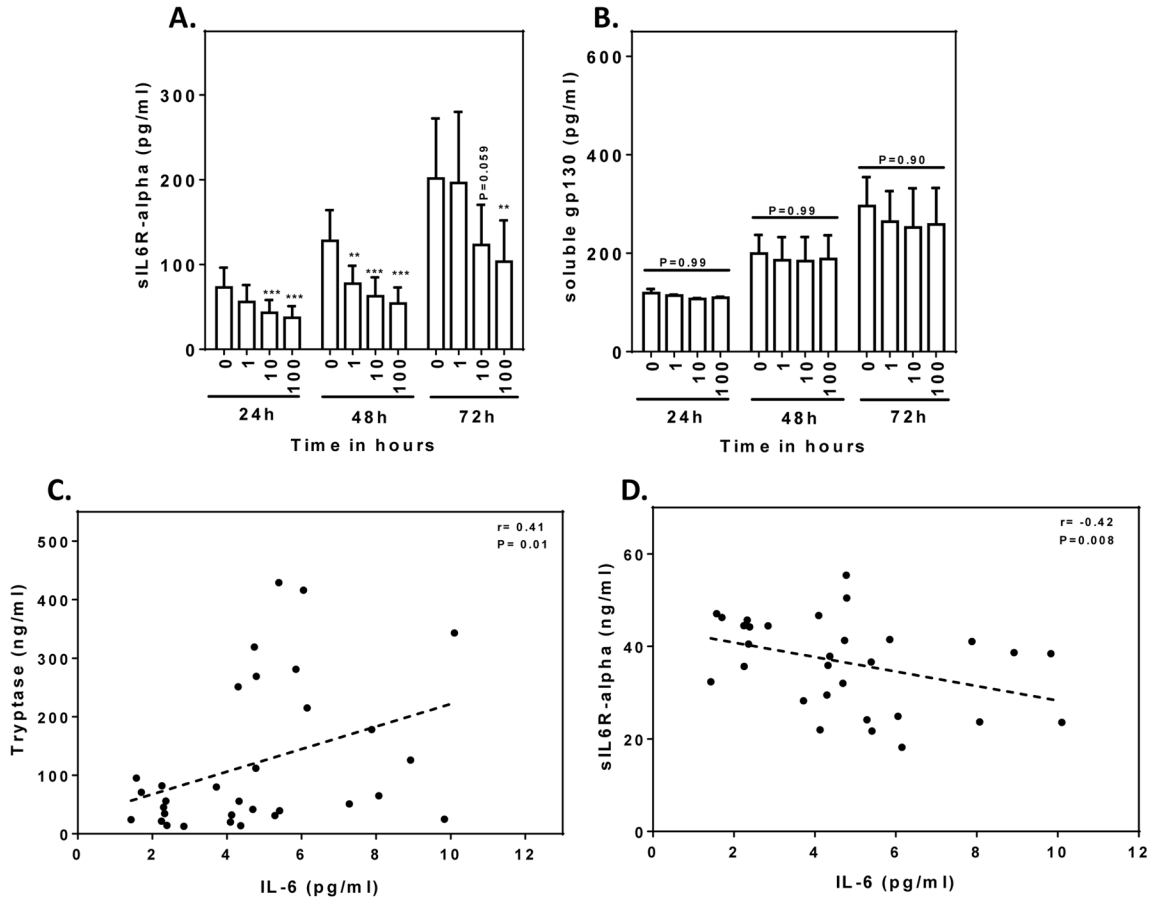 A.
sIL6R-alpha (pg/ml)
300
200
100
0
**
***
***
***
***
P=0.059
**
0 1 10 100 0 1 10 100 0 1 10 100
24h 48h 72h
Time in hours
B.
soluble gp130 (pg/ml)
600
400
200
0
P=0.99
P=0.99
P=0.90
0 1 10 100 0 1 10 100 0 1 10 100
24h 48h 72h
Time in hours
C.
Tryptase (ng/ml)
500
400
300
200
100
0
r= 0.41
P= 0.01
0 2 4 6 8 10 12
IL-6 (pg/ml)
D.
sIL6R-alpha (ng/ml)
60
40
20
0
r= -0.42
P=0.008
0 2 4 6 8 10 12
IL-6 (pg/ml)